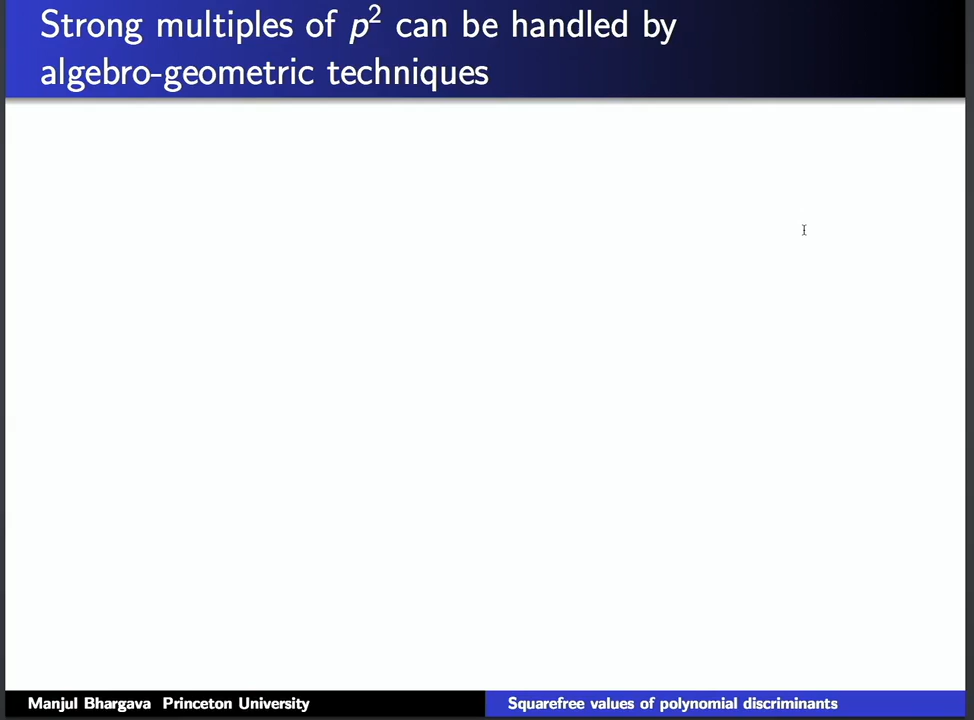 Strong multiples of p² can be handled by
algebro-geometric techniques
Manjul Bhargava Princeton University
Squarefree values of polynomial discriminants